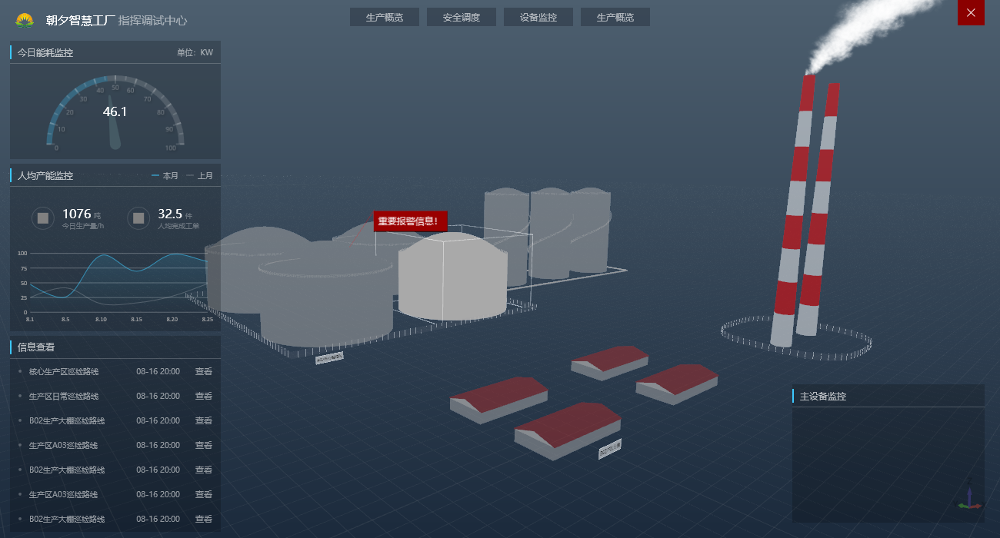 朝夕智慧工厂 指挥调试中心
生产概览 安全调度 设备监控 生产概览
今日能耗监控 单位: KW
0 10 20 30 40 50 60 70 80 90 100
46.1
人均产能监控 本月 上月
1076 吨 32.5 件
今日生产量/h 人均完成工单
100
75
50
25
0
8.1 8.5 8.10 8.15 8.20 8.25
信息查看
核心生产区巡检路线 08-16 20:00 查看
生产区日常巡检路线 08-16 20:00 查看
B02生产大棚巡检路线 08-16 20:00 查看
生产区A03巡检路线 08-16 20:00 查看
B02生产大棚巡检路线 08-16 20:00 查看
生产区A03巡检路线 08-16 20:00 查看
B02生产大棚巡检路线 08-16 20:00 查看
重要报警信息!
主设备监控
Z